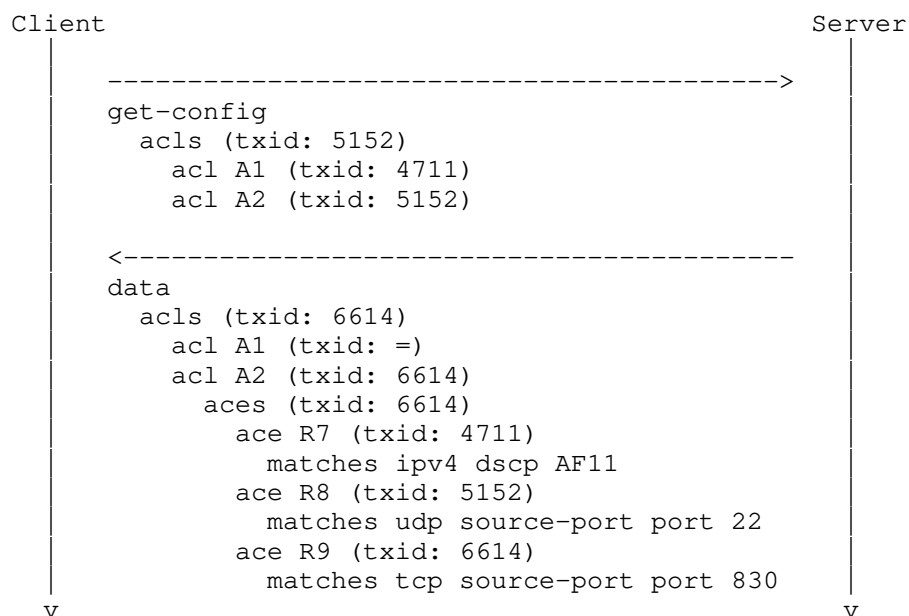 Client                                            Server
  |                                                 |
  |   ------------------------------------------>   |
  |   get-config                                    |
  |     acls (txid: 5152)                           |
  |       acl A1 (txid: 4711)                       |
  |       acl A2 (txid: 5152)                       |
  |                                                 |
  |   <------------------------------------------   |
  |   data                                          |
  |     acls (txid: 6614)                           |
  |       acl A1 (txid: =)                          |
  |       acl A2 (txid: 6614)                       |
  |         aces (txid: 6614)                       |
  |           ace R7 (txid: 4711)                   |
  |             matches ipv4 dscp AF11              |
  |           ace R8 (txid: 5152)                   |
  |             matches udp source-port port 22     |
  |           ace R9 (txid: 6614)                   |
  |             matches tcp source-port port 830    |
  v                                                 v